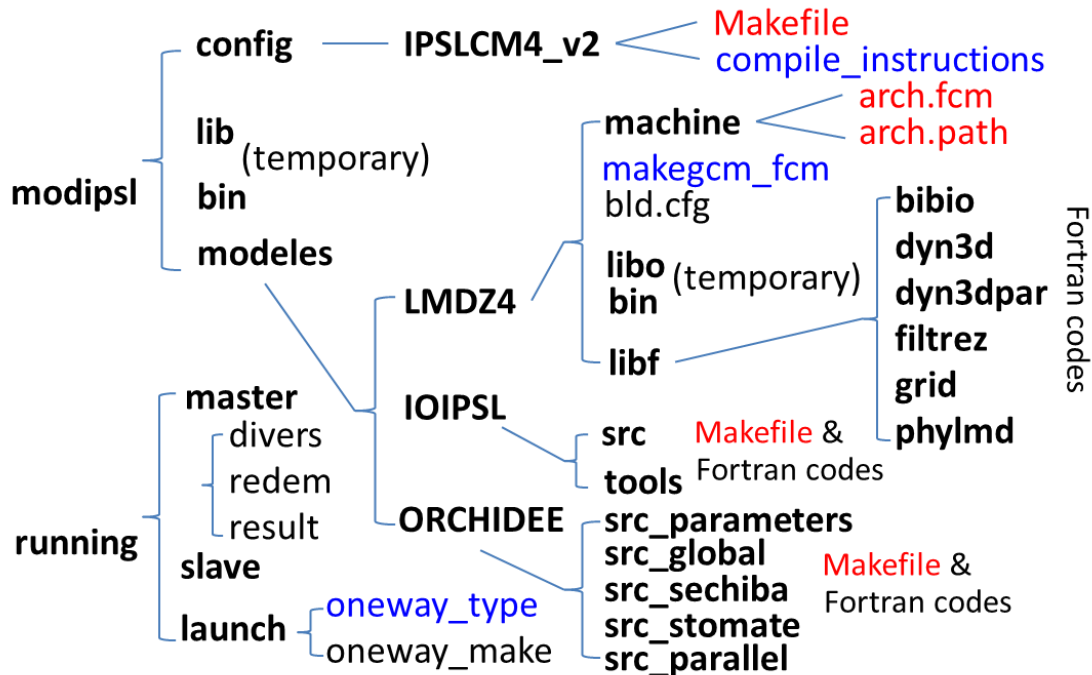 modipsl
config
IPSLCM4_v2
Makefile
compile_instructions
lib
(temporary)
bin
modeles
LMDZ4
machine
arch.fcm
arch.path
makegcm_fcm
bld.cfg
libo
(temporary)
bin
libf
bibio
dyn3d
dyn3dpar
filtrez
grid
phylmd
Fortran codes
IOIPSL
src
tools
Makefile &
Fortran codes
ORCHIDEE
src_parameters
src_global
src_sechiba
src_stomate
src_parallel
Makefile &
Fortran codes
running
master
divers
redem
result
slave
launch
oneway_type
oneway_make